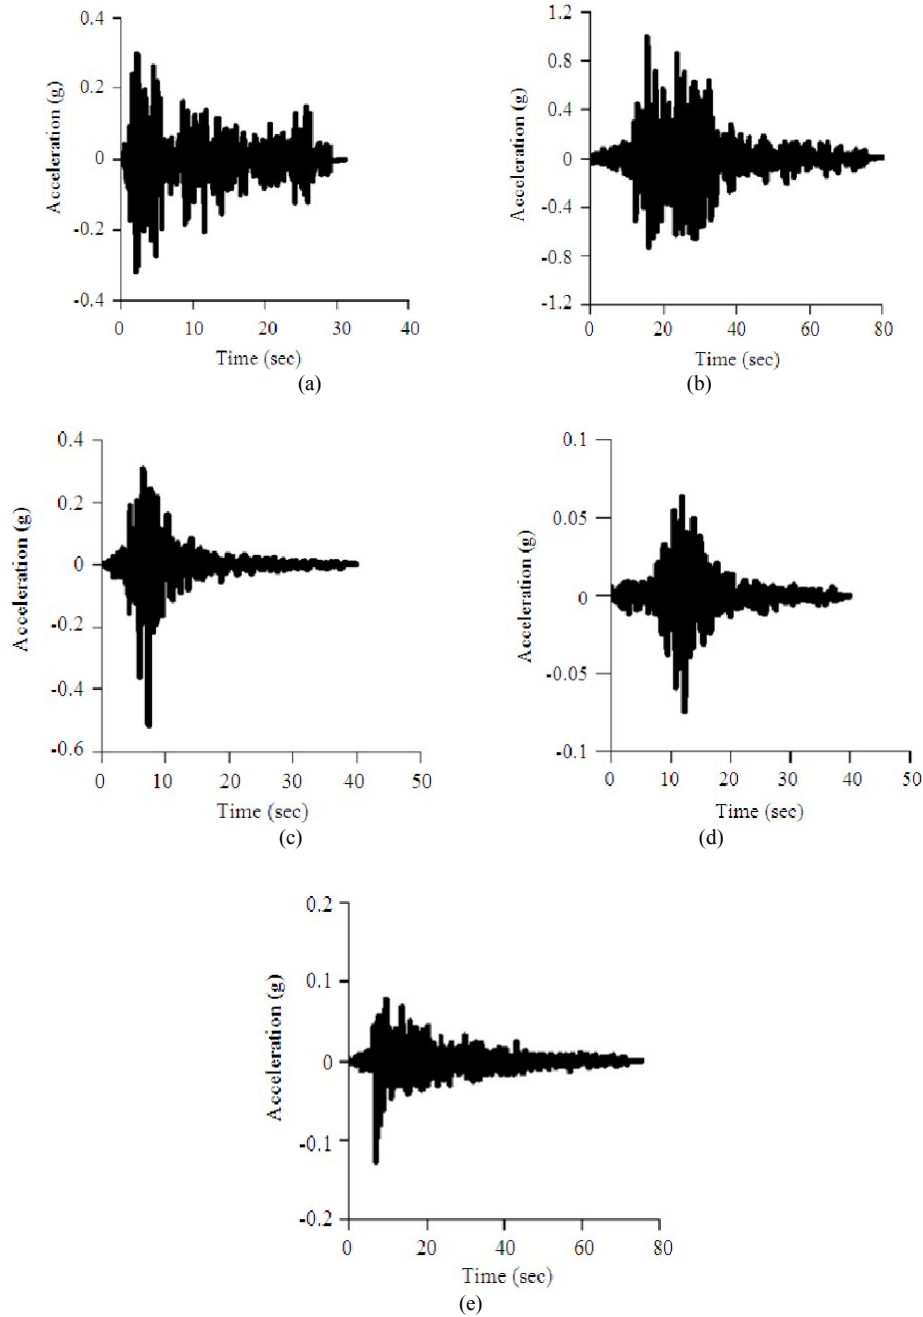 0.4
0.2
0
-0.2
-0.4
Acceleration (g)
0 10 20 30 40
Time (sec)
(a)
1.2
0.8
0.4
0
-0.4
-0.8
-1.2
Acceleration (g)
0 20 40 60 80
Time (sec)
(b)
0.4
0.2
0
-0.2
-0.4
-0.6
Acceleration (g)
0 10 20 30 40 50
Time (sec)
(c)
0.1
0.05
0
-0.05
-0.1
Acceleration (g)
0 10 20 30 40 50
Time (sec)
(d)
0.2
0.1
0
-0.1
-0.2
Acceleration (g)
0 20 40 60 80
Time (sec)
(e)